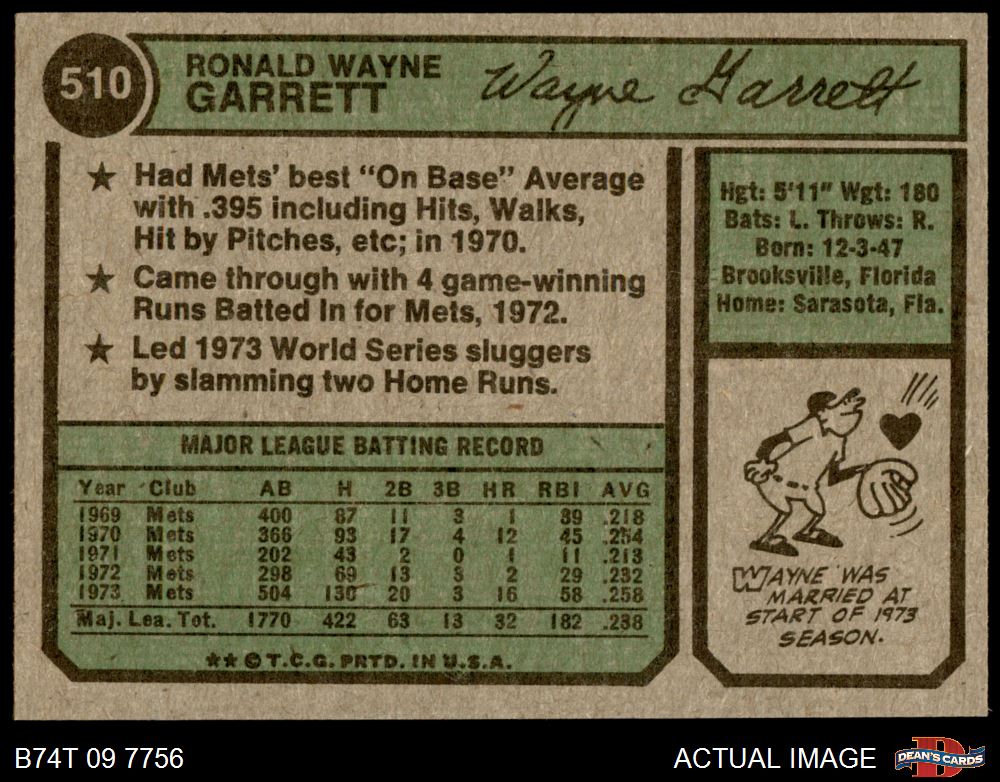 510
RONALD WAYNE
GARRETT
Wayne Garrett
★ Had Mets' best "On Base" Average
with .395 including Hits, Walks,
Hit by Pitches, etc; in 1970.
★ Came through with 4 game-winning
Runs Batted In for Mets, 1972.
★ Led 1973 World Series sluggers
by slamming two Home Runs.
Hgt: 5'11" Wgt: 180
Bats: L. Throws: R.
Born: 12-3-47
Brooksville, Florida
Home: Sarasota, Fla.
MAJOR LEAGUE BATTING RECORD
Year Club AB H 2B 3B HR RBI AVG
1969 Mets 400 87 11 3 1 39 .218
1970 Mets 366 93 17 4 12 45 .254
1971 Mets 202 43 2 0 1 11 .213
1972 Mets 298 69 13 3 2 29 .232
1973 Mets 504 130 20 3 16 58 .258
Maj. Lea. Tot. 1770 422 63 13 32 182 .238
★★ © T.C.G. PRTD. IN U.S.A.
WAYNE WAS
MARRIED AT
START OF 1973
SEASON.
B74T 09 7756
ACTUAL IMAGE
D
DEAN'S CARDS